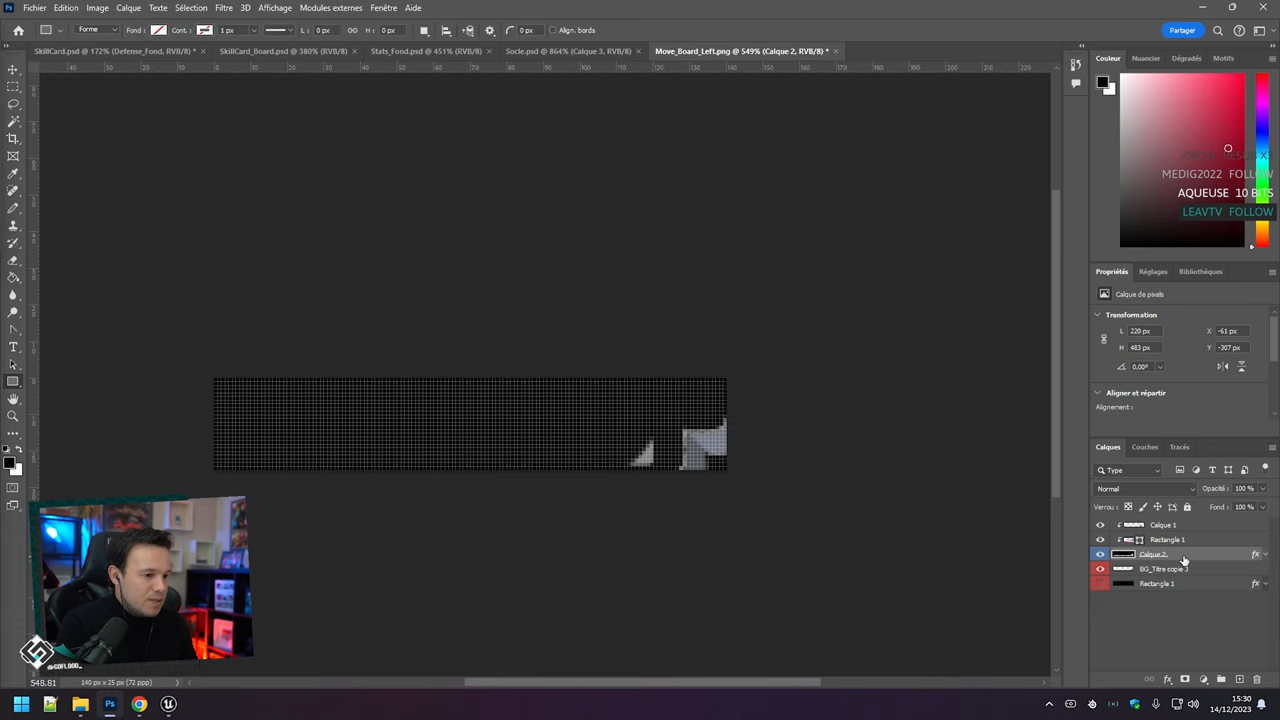 Fichier Edition Image Calque Texte Sélection Filtre 3D Affichage Modules externes Fenêtre Aide
Forme Fond : Cont. : 1 px L : 0 px H : 0 px 0 px Align. bords Partager
SkillCard.psd @ 172% (Defense_Fond, RVB/8) * × SkillCard_Board.psd @ 380% (RVB/8) × Stats_Fond.psd @ 451% (RVB/8) × Socle.psd @ 864% (Calque 3, RVB/8) × Move_Board_Left.png @ 549% (Calque 2, RVB/8) * ×
Couleur Nuancier Dégradés Motifs
MEDIG2022 FOLLOW
AQUEUSE 10 BITS
LEAVTV FOLLOW
Propriétés Réglages Bibliothèques
Calque de pixels
Transformation
L 220 px X -61 px
H 483 px Y -307 px
0,00°
Aligner et répartir
Alignement :
Calques Couches Tracés
Type
Normal Opacité : 100 %
Verrou : Fond : 100 %
Calque 1
Rectangle 1
Calque 2 fx
BG_Titre copie 3
Rectangle 1 fx
548.81 140 px x 25 px (72 ppp)
15:30
14/12/2023